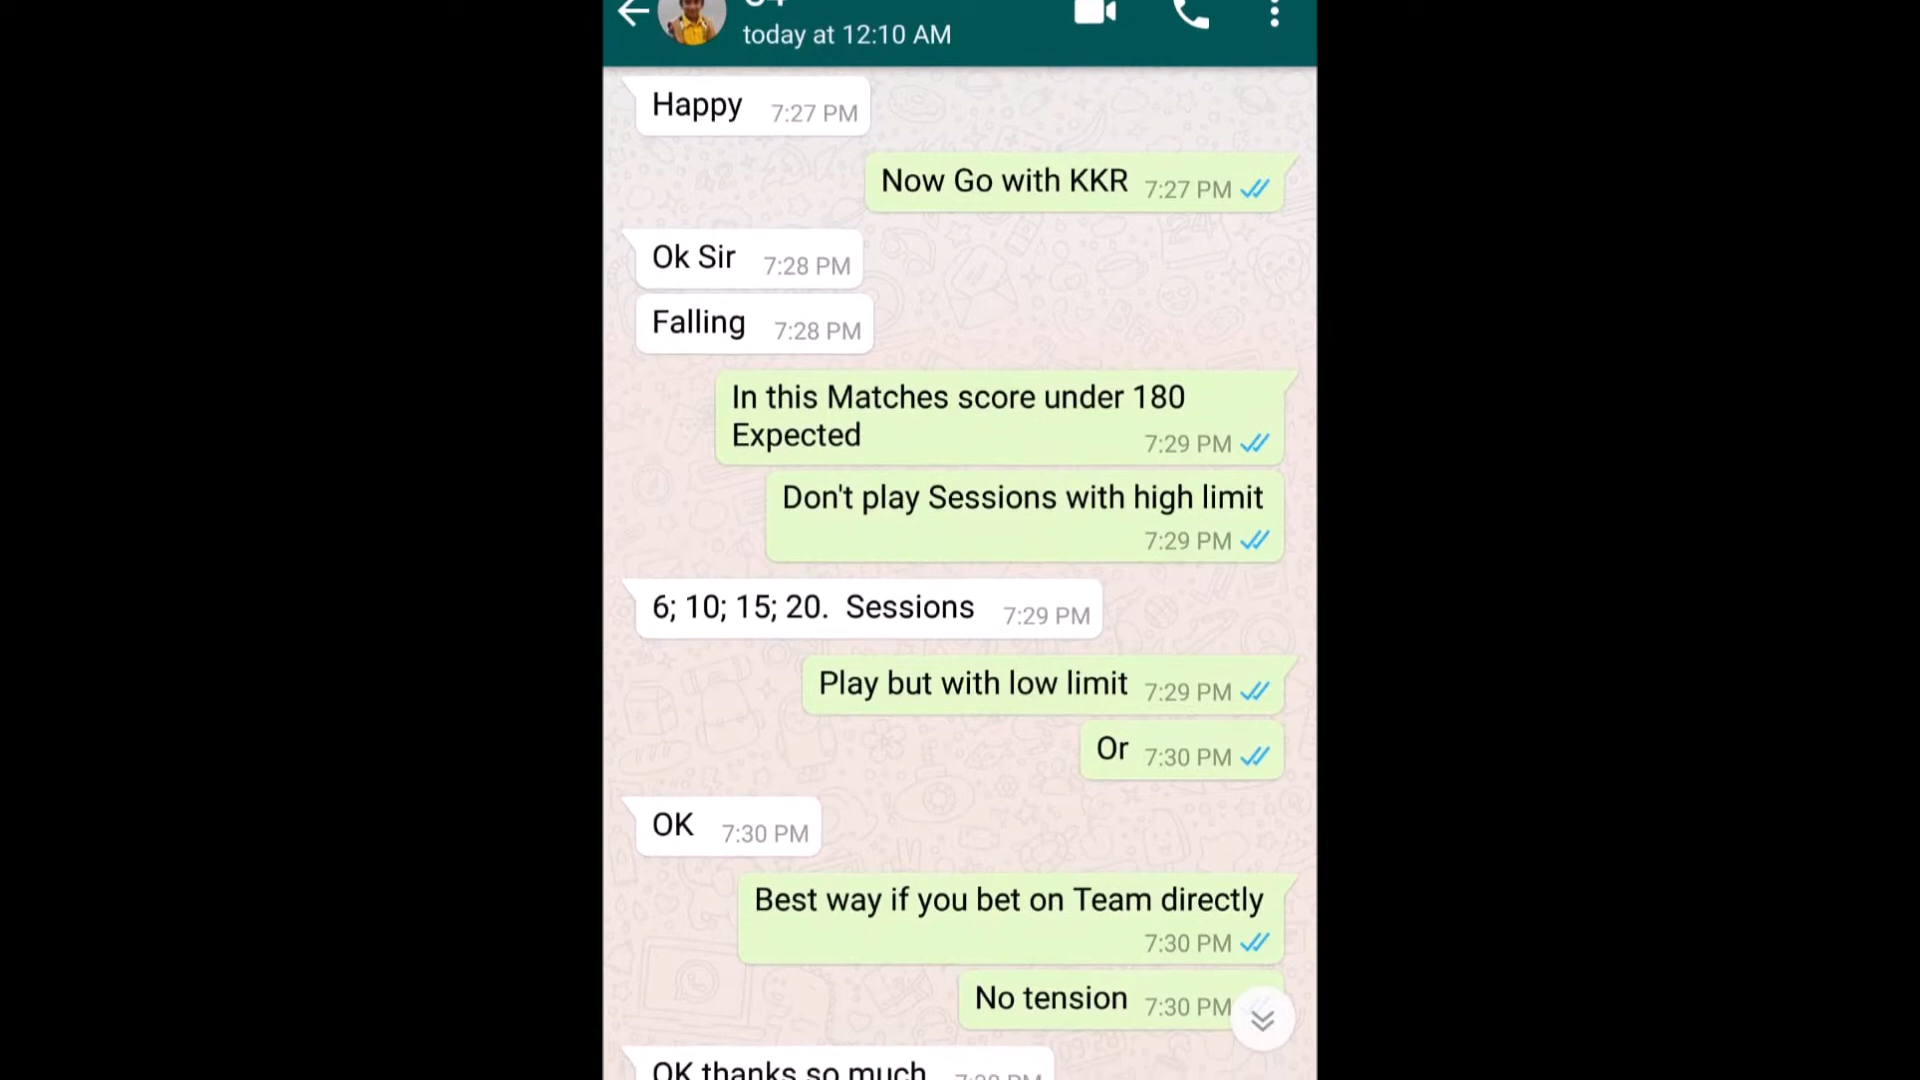 today at 12:10 AM
Happy 7:27 PM
Now Go with KKR 7:27 PM
Ok Sir 7:28 PM
Falling 7:28 PM
In this Matches score under 180
Expected 7:29 PM
Don't play Sessions with high limit
7:29 PM
6; 10; 15; 20. Sessions 7:29 PM
Play but with low limit 7:29 PM
Or 7:30 PM
OK 7:30 PM
Best way if you bet on Team directly
7:30 PM
No tension 7:30 PM
OK thanks so much